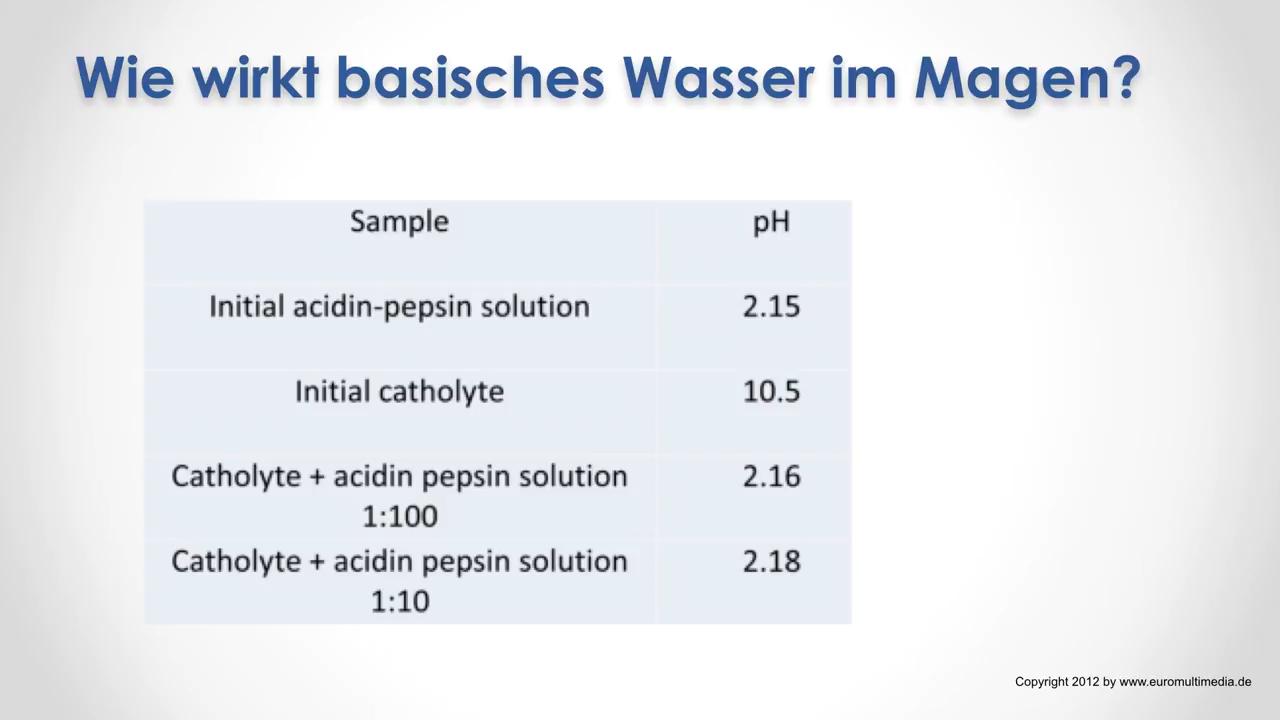 Wie wirkt basisches Wasser im Magen?
Sample pH
Initial acidin-pepsin solution 2.15
Initial catholyte 10.5
Catholyte + acidin pepsin solution 2.16
1:100
Catholyte + acidin pepsin solution 2.18
1:10
Copyright 2012 by www.euromultimedia.de